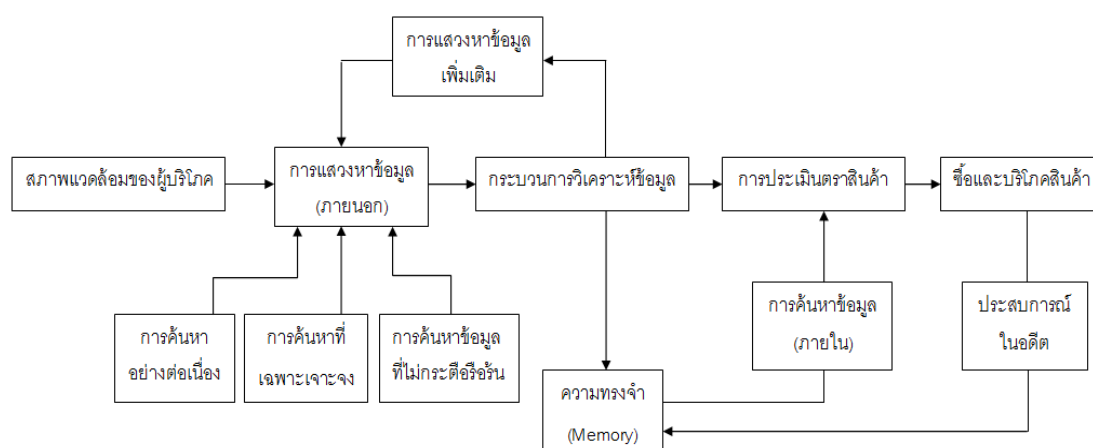 การแสวงหาข้อมูล
เพิ่มเติม
สภาพแวดล้อมของผู้บริโภค
การแสวงหาข้อมูล
(ภายนอก)
กระบวนการวิเคราะห์ข้อมูล
การประเมินตราสินค้า
ซื้อและบริโภคสินค้า
การค้นหา
อย่างต่อเนื่อง
การค้นหาที่
เฉพาะเจาะจง
การค้นหาข้อมูล
ที่ไม่กระตือรือร้น
การค้นหาข้อมูล
(ภายใน)
ประสบการณ์
ในอดีต
ความทรงจำ
(Memory)